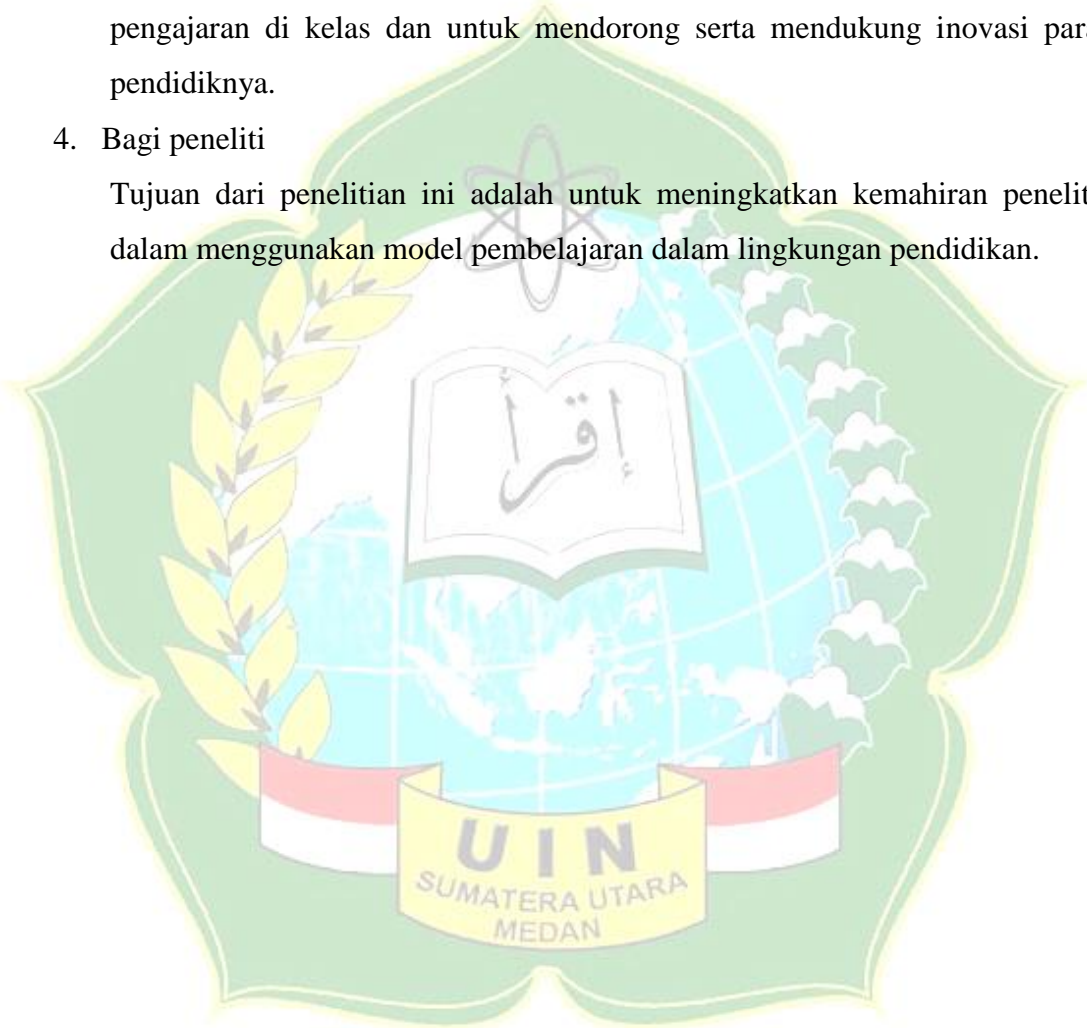 pengajaran di kelas dan untuk mendorong serta mendukung inovasi para
pendidiknya.
4. Bagi peneliti
Tujuan dari penelitian ini adalah untuk meningkatkan kemahiran penelit
dalam menggunakan model pembelajaran dalam lingkungan pendidikan.
إقرأ
UIN
SUMATERA UTARA
MEDAN